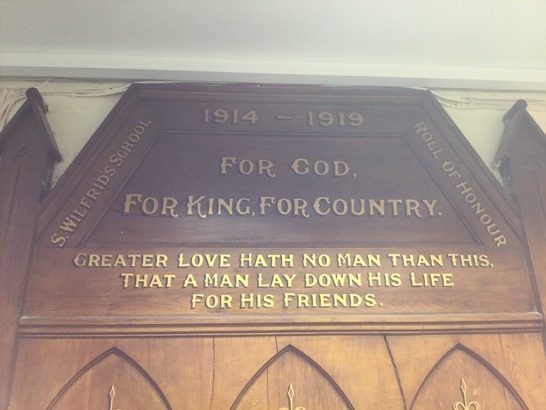 1914 – 1919
S. WILFRID'S SCHOOL
ROLL OF HONOUR
FOR GOD,
FOR KING, FOR COUNTRY.
GREATER LOVE HATH NO MAN THAN THIS,
THAT A MAN LAY DOWN HIS LIFE
FOR HIS FRIENDS.